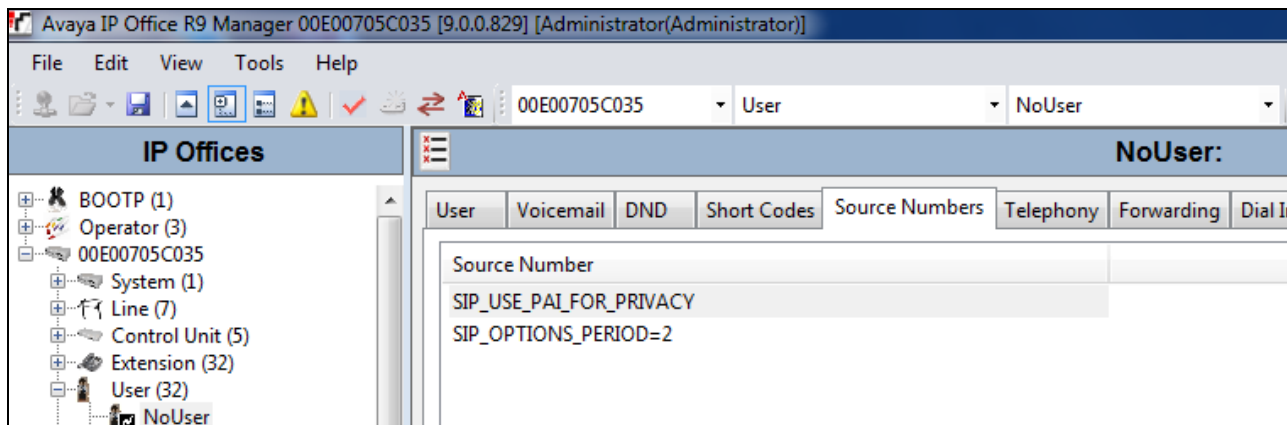 Avaya IP Office R9 Manager 00E00705C035 [9.0.0.829] [Administrator(Administrator)]
File Edit View Tools Help
00E00705C035 User NoUser
IP Offices
NoUser:
BOOTP (1)
Operator (3)
00E00705C035
System (1)
Line (7)
Control Unit (5)
Extension (32)
User (32)
NoUser
User Voicemail DND Short Codes Source Numbers Telephony Forwarding Dial I
Source Number
SIP_USE_PAI_FOR_PRIVACY
SIP_OPTIONS_PERIOD=2